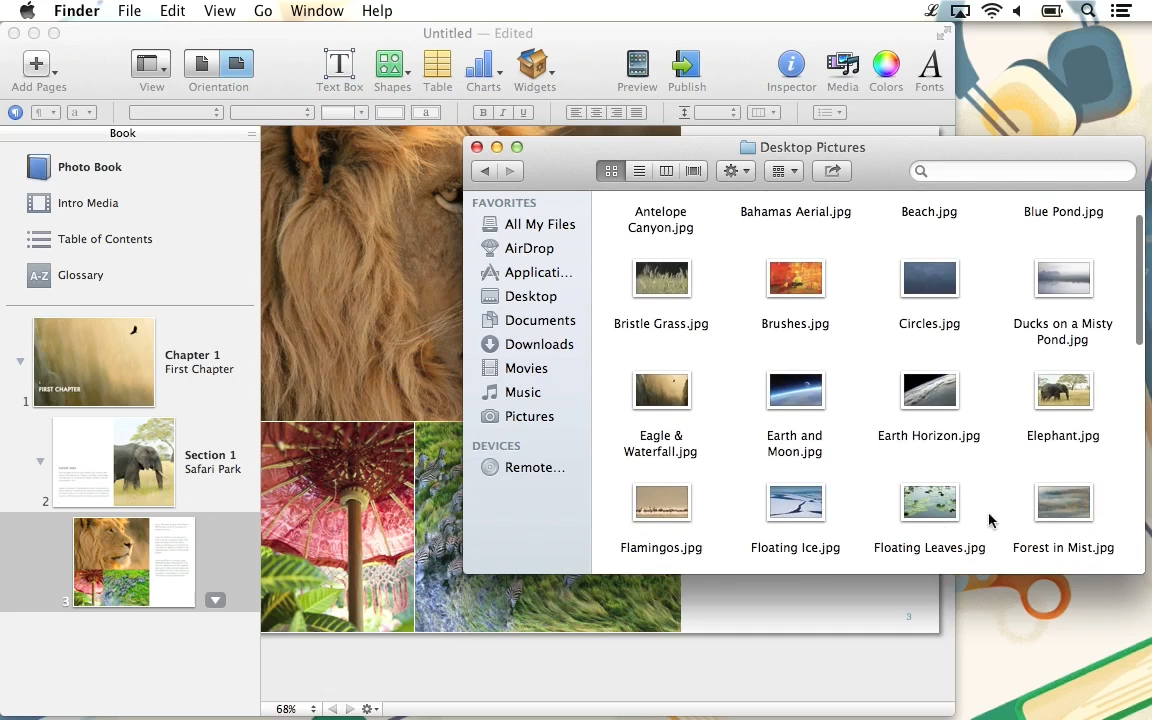 Finder File Edit View Go Window Help
Untitled — Edited
Add Pages View Orientation Text Box Shapes Table Charts Widgets Preview Publish Inspector Media Colors Fonts
a B I U a
Book
Photo Book
Intro Media
Table of Contents
A-Z Glossary
FIRST CHAPTER
Chapter 1
First Chapter
1
Section 1
Safari Park
2
3
Desktop Pictures
FAVORITES
All My Files
AirDrop
Applicati...
Desktop
Documents
Downloads
Movies
Music
Pictures
DEVICES
Remote...
Antelope
Canyon.jpg
Bahamas Aerial.jpg
Beach.jpg
Blue Pond.jpg
Bristle Grass.jpg
Brushes.jpg
Circles.jpg
Ducks on a Misty
Pond.jpg
Eagle &
Waterfall.jpg
Earth and
Moon.jpg
Earth Horizon.jpg
Elephant.jpg
Flamingos.jpg
Floating Ice.jpg
Floating Leaves.jpg
Forest in Mist.jpg
3
68%